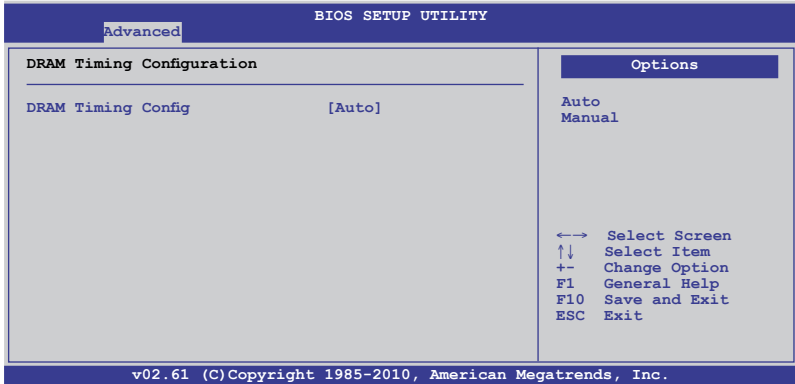 BIOS SETUP UTILITY
Advanced
DRAM Timing Configuration
DRAM Timing Config [Auto]
Options
Auto
Manual
←→ Select Screen
↑↓ Select Item
+- Change Option
F1 General Help
F10 Save and Exit
ESC Exit
v02.61 (C)Copyright 1985-2010, American Megatrends, Inc.